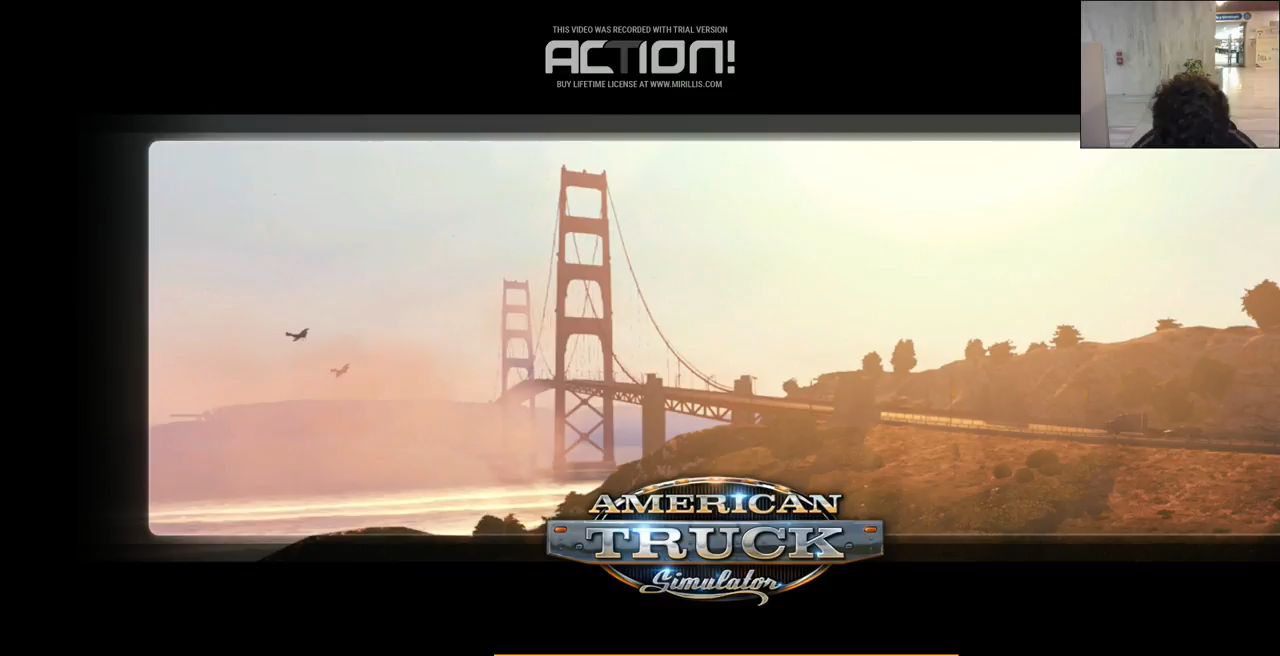 THIS VIDEO WAS RECORDED WITH TRIAL VERSION
ACTION!
BUY LIFETIME LICENSE AT WWW.MIRILLIS.COM
AMERICAN
TRUCK
Simulator